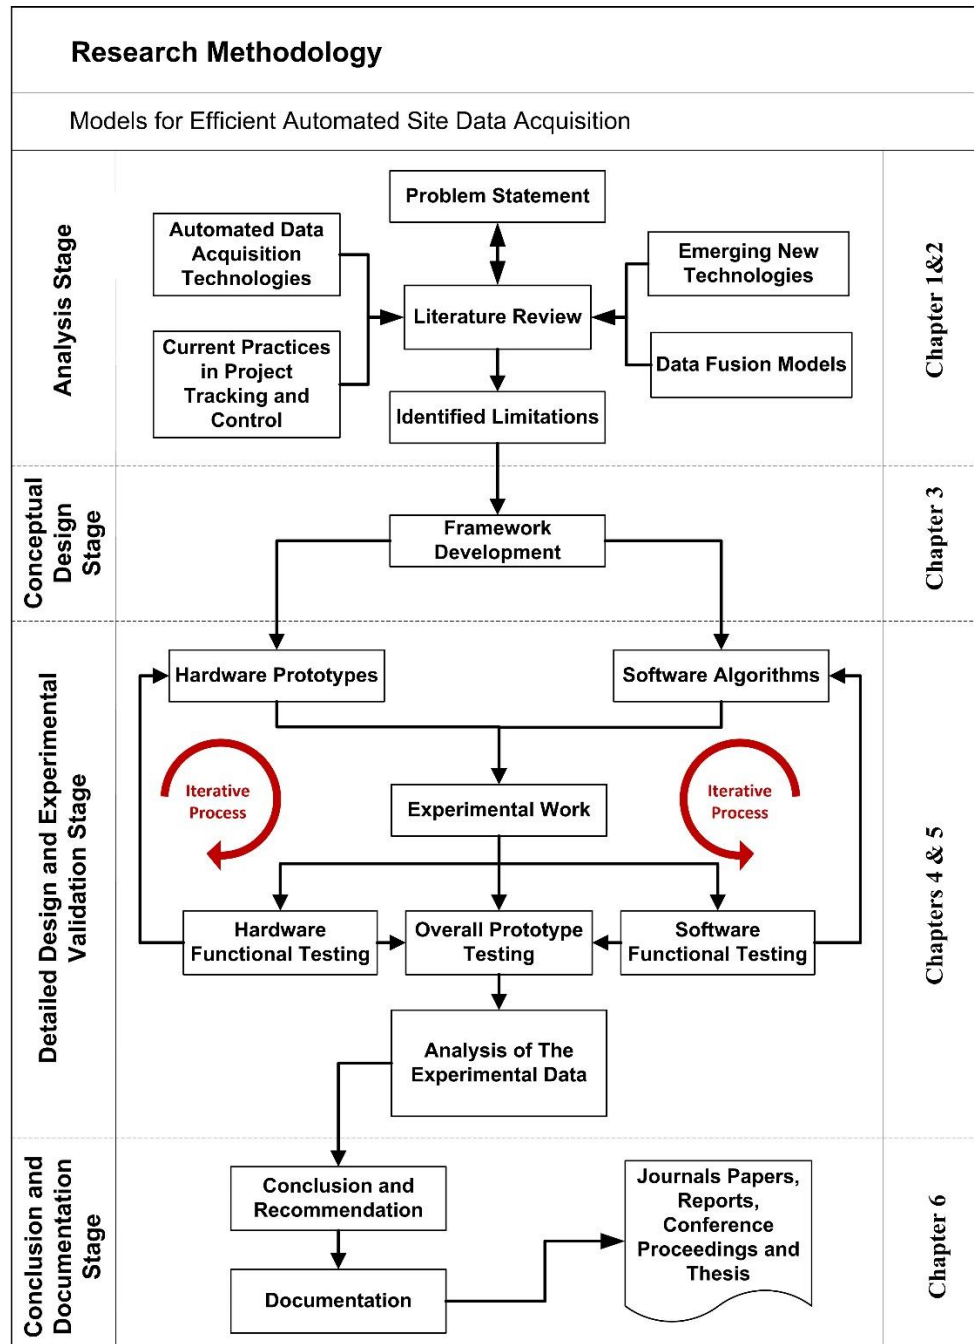 Research Methodology
Models for Efficient Automated Site Data Acquisition
Analysis Stage
Problem Statement
Automated Data
Acquisition
Technologies
Emerging New
Technologies
Literature Review
Current Practices
in Project
Tracking and
Control
Data Fusion Models
Identified Limitations
Chapter 1&2
Conceptual
Design
Stage
Framework
Development
Chapter 3
Detailed Design and Experimental
Validation Stage
Hardware Prototypes
Software Algorithms
Iterative
Process
Iterative
Process
Experimental Work
Hardware
Functional Testing
Overall Prototype
Testing
Software
Functional Testing
Analysis of The
Experimental Data
Chapters 4 & 5
Conclusion and
Documentation
Stage
Conclusion and
Recommendation
Journals Papers,
Reports,
Conference
Proceedings and
Thesis
Documentation
Chapter 6